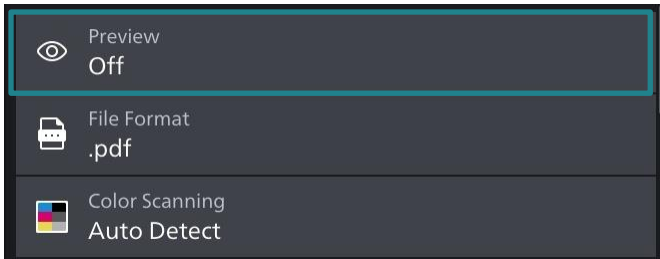 Preview
Off
File Format
.pdf
Color Scanning
Auto Detect